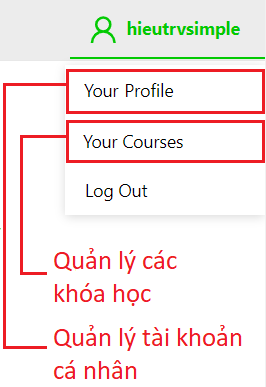 hieutrvsimple
Your Profile
Your Courses
Log Out
Quản lý các
khóa học
Quản lý tài khoản
cá nhân